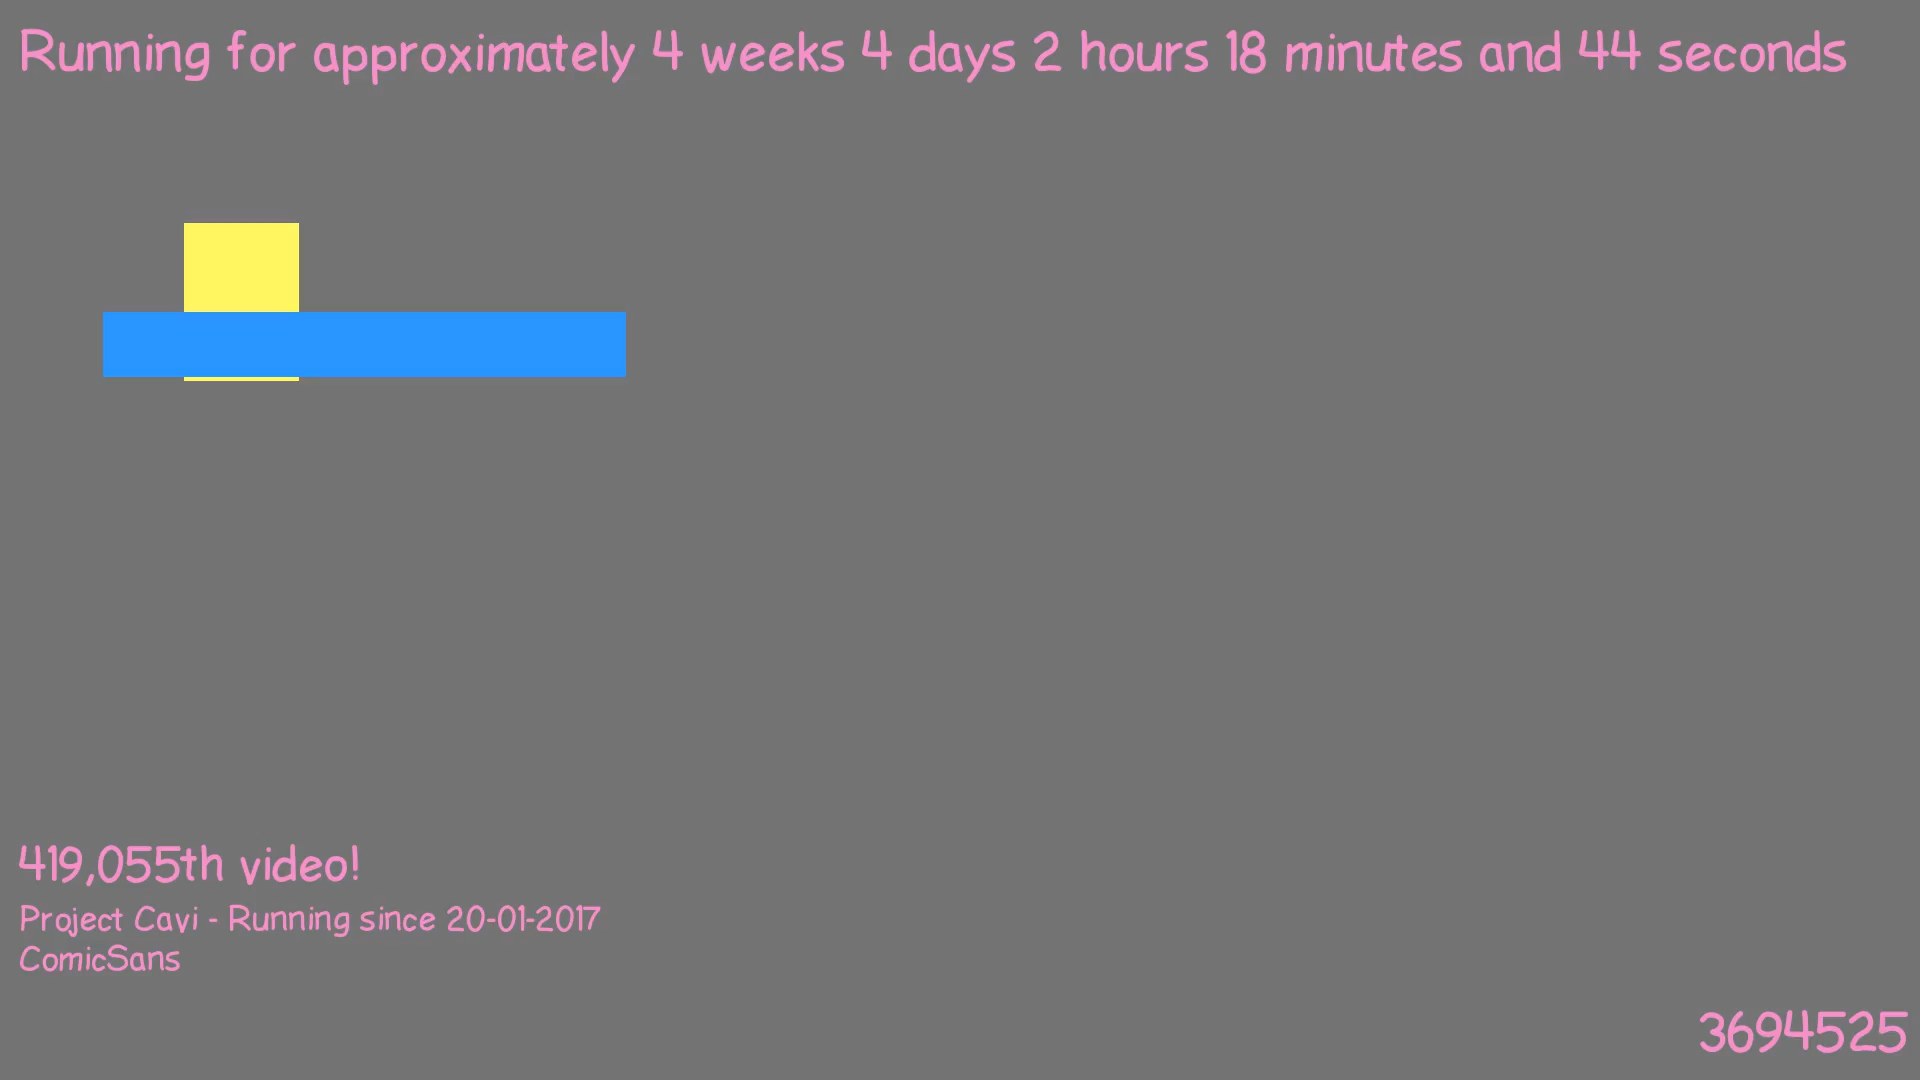 Running for approximately 4 weeks 4 days 2 hours 18 minutes and 44 seconds
419,055th video!
Project Cavi - Running since 20-01-2017
ComicSans
3694525